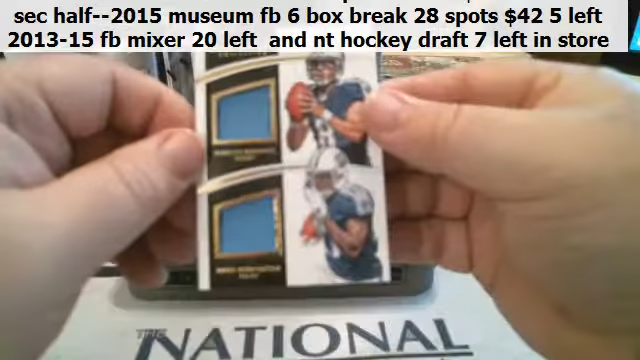 sec half--2015 museum fb 6 box break 28 spots $42 5 left
2013-15 fb mixer 20 left and nt hockey draft 7 left in store
THE
NATIONAL